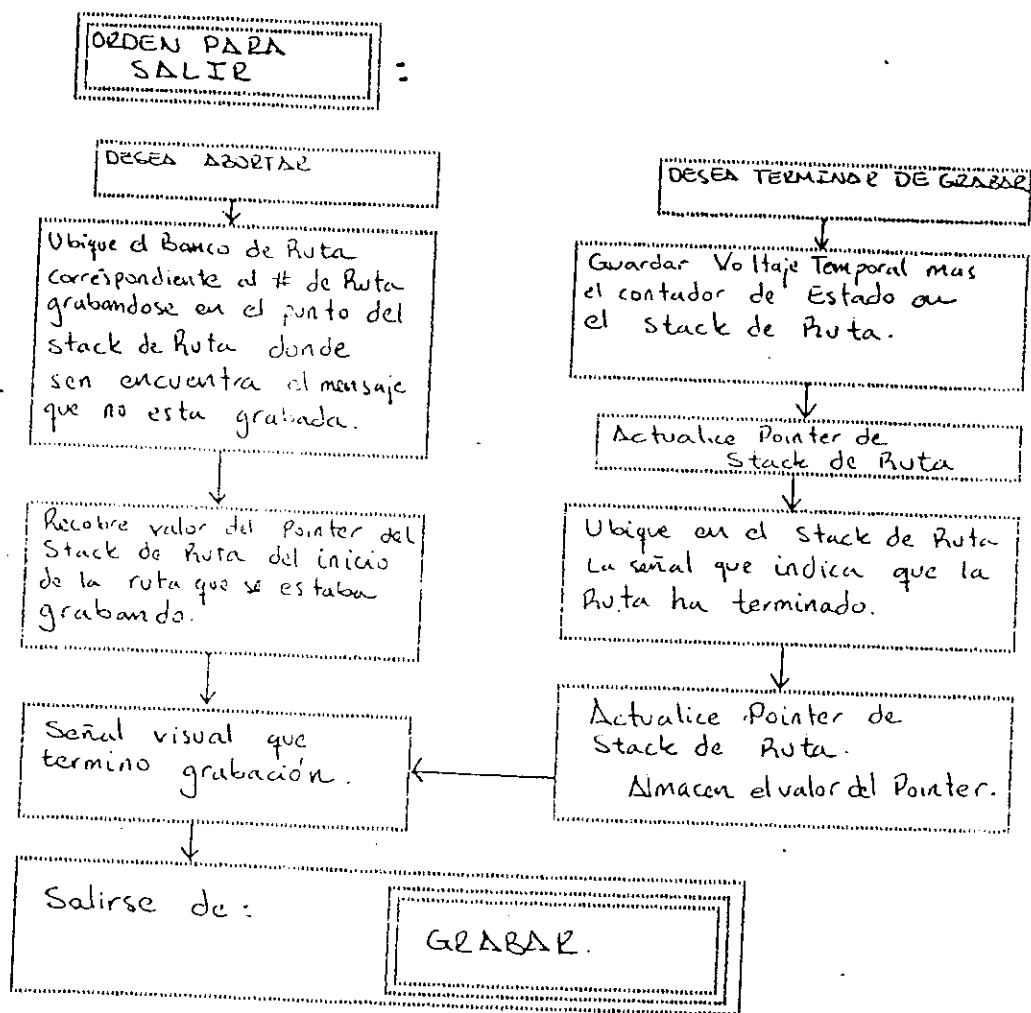 ORDEN PARA
SALIR :
DESEA ABORTAR
Ubique el Banco de Ruta
correspondiente al # de Ruta
grabandose en el punto del
stack de Ruta donde
sen encuentra el mensaje
que no esta grabada.
Recobre valor del Pointer del
Stack de Ruta del inicio
de la ruta que se estaba
grabando.
Señal visual que
termino grabación.
DESEA TERMINAR DE GRABAR
Guardar Voltaje Temporal mas
el contador de Estado en
el stack de Ruta.
Actualice Pointer de
Stack de Ruta
Ubique en el Stack de Ruta
La señal que indica que la
Ruta ha terminado.
Actualice Pointer de
Stack de Ruta.
Almacen el valor del Pointer.
Salirse de:
GRABAR.